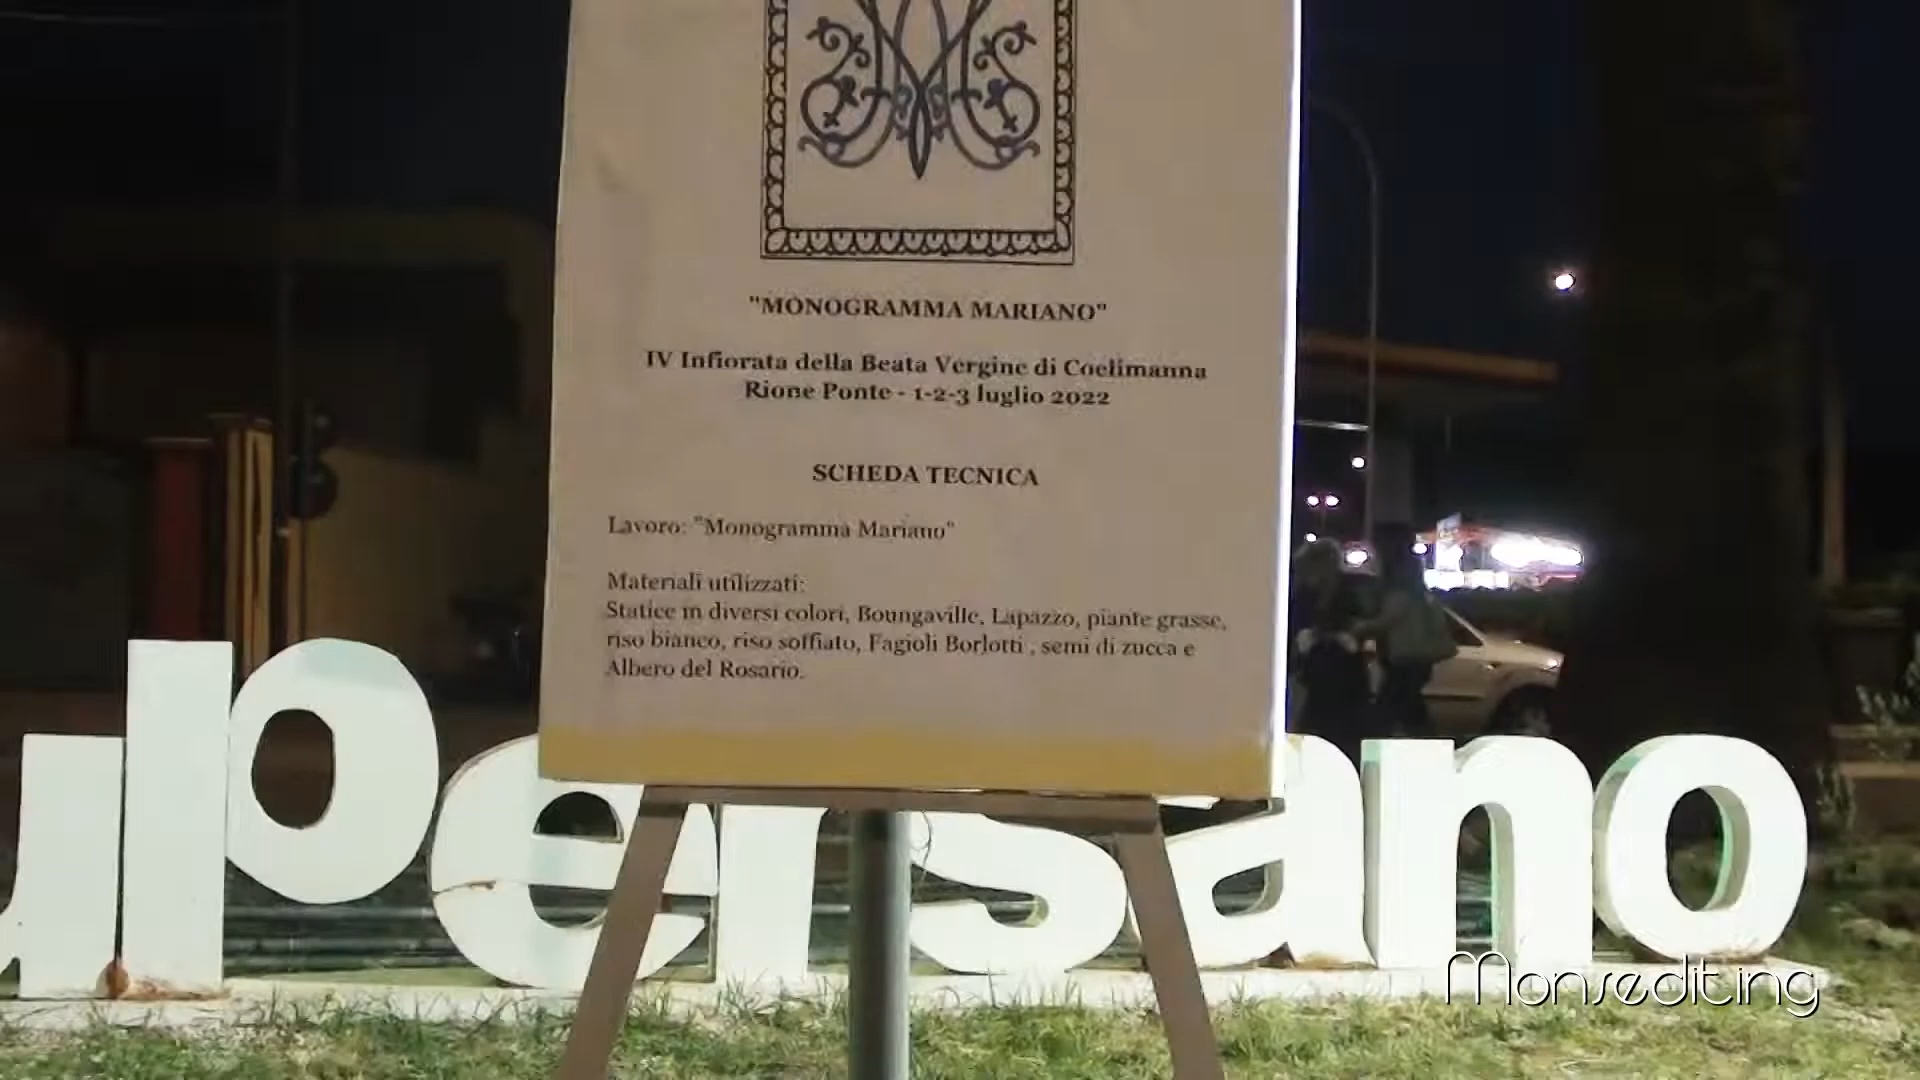 "MONOGRAMMA MARIANO"
IV Infiorata della Beata Vergine di Coelimanna
Rione Ponte - 1-2-3 luglio 2022
SCHEDA TECNICA
Lavoro: "Monogramma Mariano"
Materiali utilizzati:
Statice in diversi colori, Boungaville, Lapazzo, piante grasse,
riso bianco, riso soffiato, Fagioli Borlotti , semi di zucca e
Albero del Rosario.
Persano
Monsediting